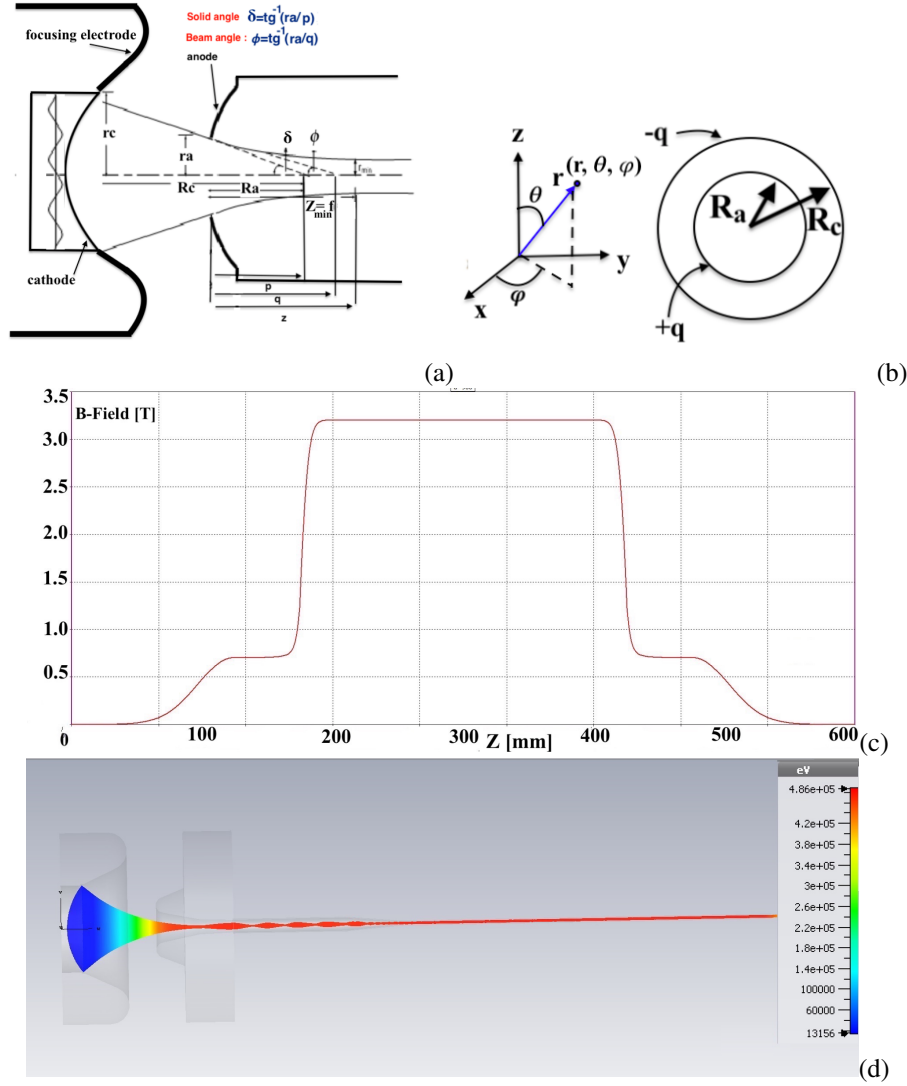 Solid angle δ=tg⁻¹(ra/p)
focusing electrode
Beam angle : ϕ=tg⁻¹(ra/q)
anode
rc
ra
δ
ϕ
r min
Rc
Ra
Z = f
min
cathode
p
q
z
z
r (r, θ, φ)
θ
y
x
φ
-q
Ra
Rc
+q
(a)
(b)
3.5
B-Field [T]
3.0
2.5
2.0
1.5
1.0
0.5
0
100
200
300
Z [mm]
400
500
600
(c)
eV
4.86e+05
4.2e+05
3.8e+05
3e+05
2.6e+05
2.2e+05
1.8e+05
1.4e+05
100000
60000
13156
(d)